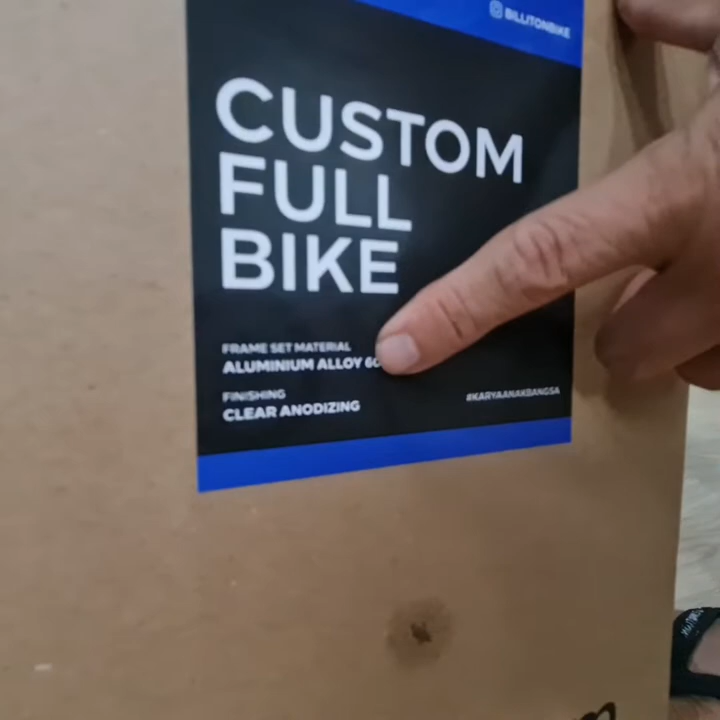 BILLITONBIKE
CUSTOM
FULL
BIKE
FRAME SET MATERIAL
ALUMINIUM ALLOY
FINISHING
CLEAR ANODIZING
#KARYAANAKBANGSA